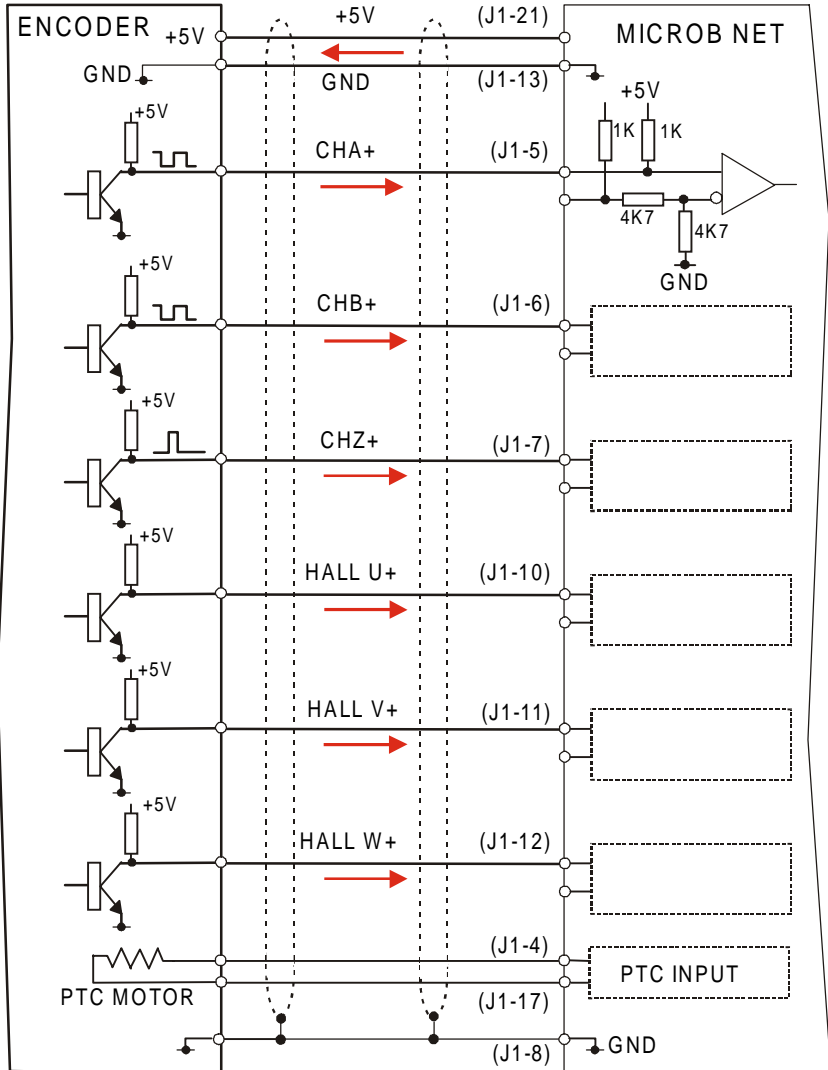 ENCODER
+5V
+5V
(J1-21)
MICROB NET
GND
GND
(J1-13)
+5V
+5V
1K
1K
CHA+
(J1-5)
4K7
4K7
GND
+5V
CHB+
(J1-6)
+5V
CHZ+
(J1-7)
+5V
HALL U+
(J1-10)
+5V
HALL V+
(J1-11)
+5V
HALL W+
(J1-12)
(J1-4)
PTC INPUT
PTC MOTOR
(J1-17)
GND
(J1-8)